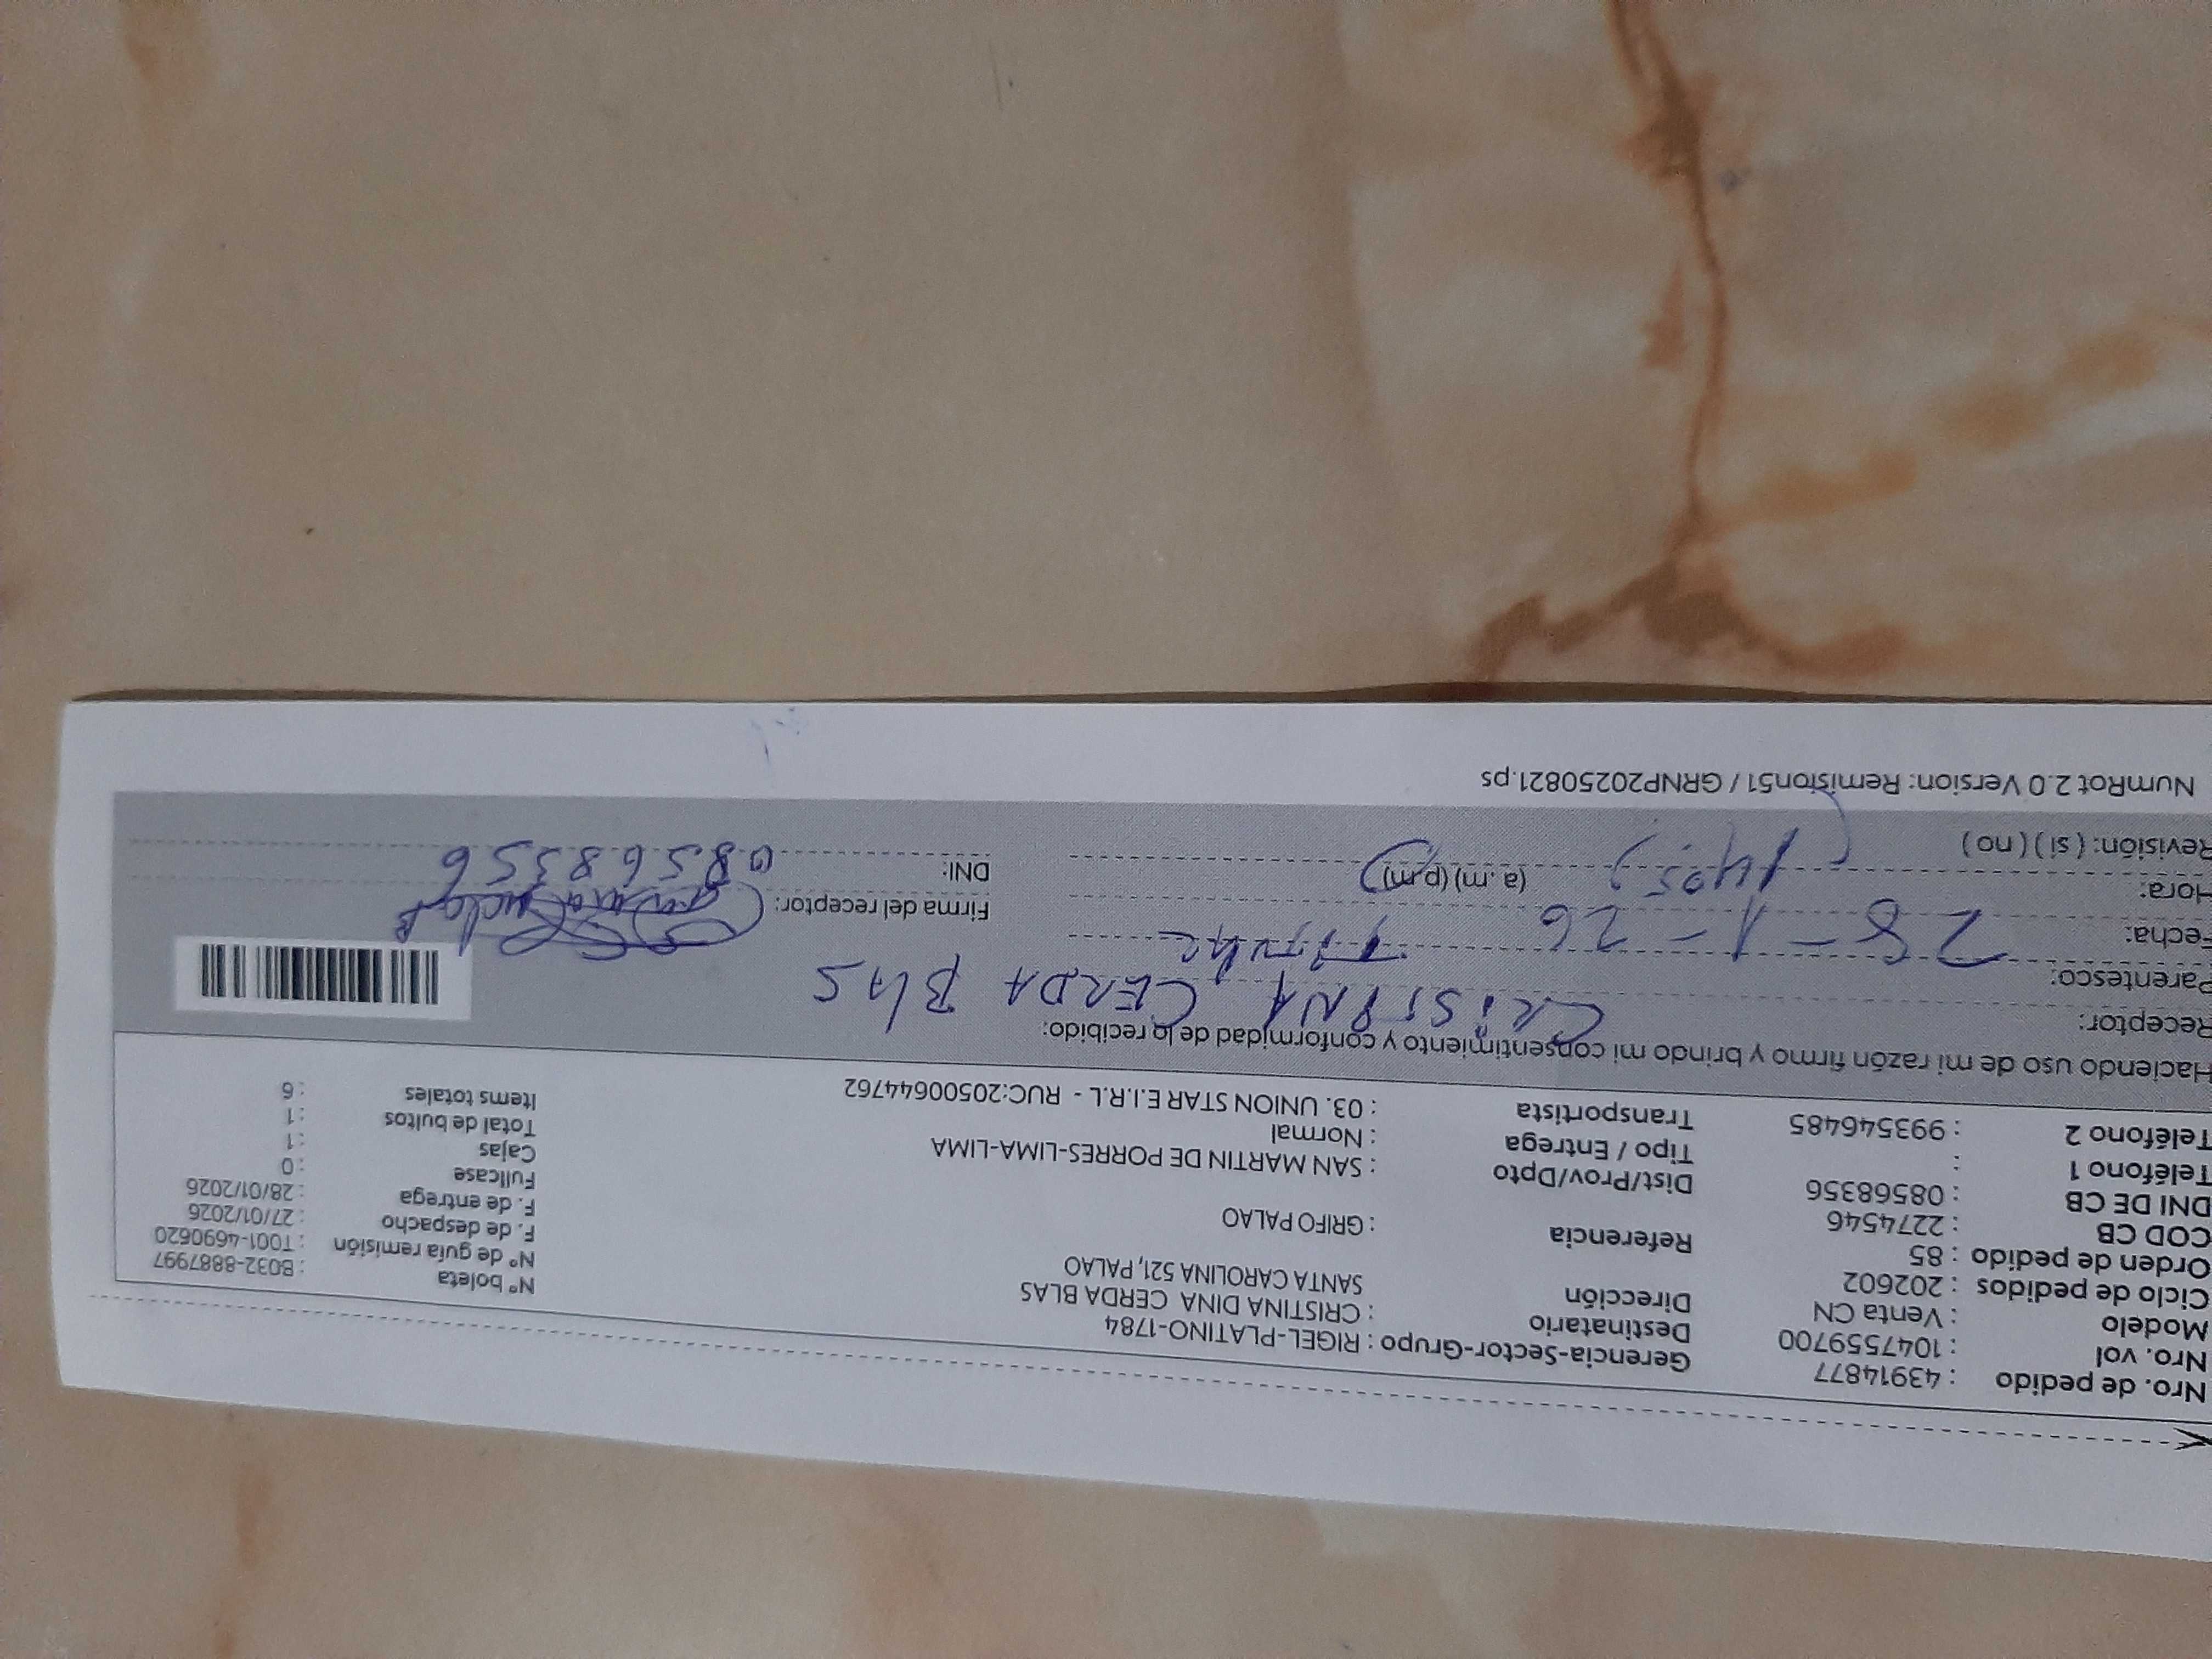 Nro. de pedido : 43914877
Nro. vol : 1047559700
Modelo : Venta CN
Ciclo de pedidos : 202602
Orden de pedido : 85
COD CB : 2274546
DNI DE CB : 08568356
Teléfono 1 :
Teléfono 2 : 993546485
Gerencia-Sector-Grupo : RIGEL-PLATINO-1784
Destinatario : CRISTINA DINA CERDA BLAS
Dirección SANTA CAROLINA 521, PALAO
Referencia : GRIFO PALAO
Dist/Prov/Dpto : SAN MARTIN DE PORRES-LIMA-LIMA
Tipo / Entrega : Normal
Transportista : 03. UNION STAR E.I.R.L - RUC:20500644762
N° boleta : B032-8887997
N° de guía remisión : T001-4690620
F. de despacho : 27/01/2026
F. de entrega : 28/01/2026
Fullcase : 0
Cajas : 1
Total de bultos : 1
Items totales : 6
Haciendo uso de mi razón firmo y brindo mi consentimiento y conformidad de lo recibido:
Receptor: CRISTINA CERDA BLAS
Parentesco:
Fecha: 28-1-26
Hora: (a.m) (p.m)
Revisión: ( si ) ( no )
Firma del receptor:
DNI: 08568356
NumRot 2.0 Version: Remision51 / GRNP20250821.ps